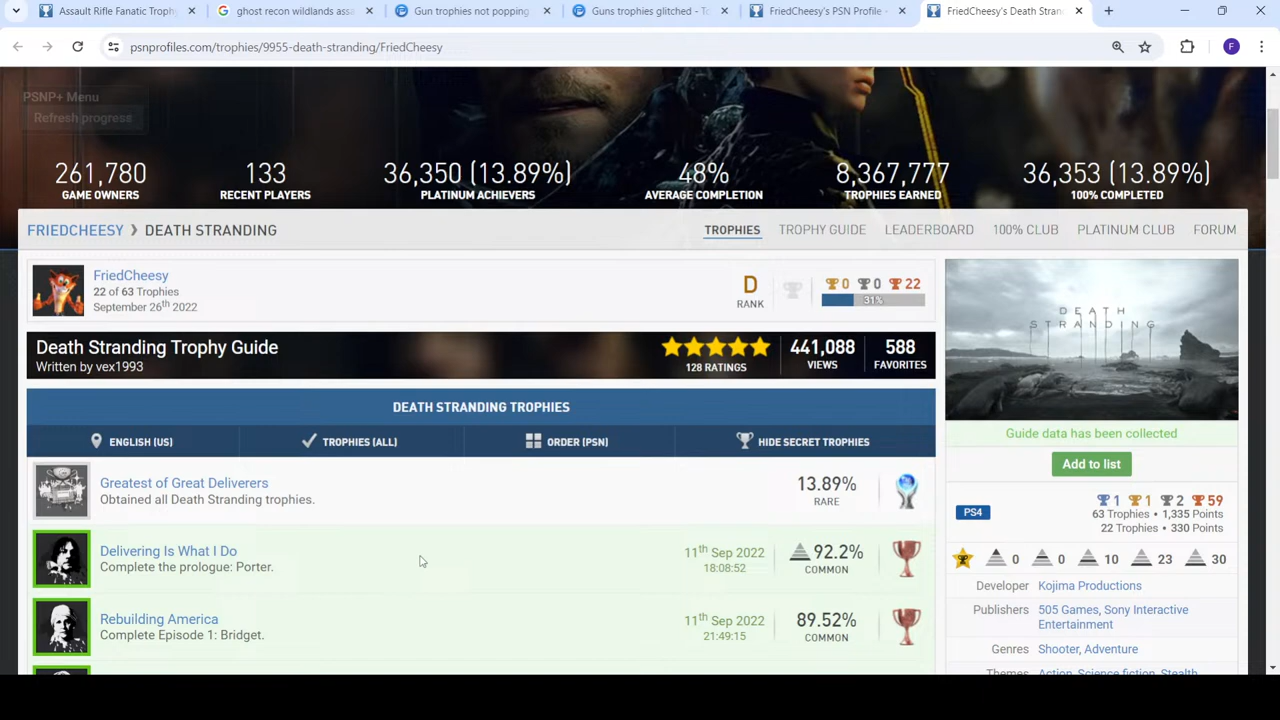 Assault Rifle Fanatic Trophy
ghost recon wildlands assa
Gun trophies not popping
Guns trophies glitched - To
FriedCheesy's PSN Profile •
FriedCheesy's Death Stran
psnprofiles.com/trophies/9955-death-stranding/FriedCheesy
F
PSNP+ Menu
Refresh progress
261,780
GAME OWNERS
133
RECENT PLAYERS
36,350 (13.89%)
PLATINUM ACHIEVERS
48%
AVERAGE COMPLETION
8,367,777
TROPHIES EARNED
36,353 (13.89%)
100% COMPLETED
FRIEDCHEESY > DEATH STRANDING
TROPHIES TROPHY GUIDE LEADERBOARD 100% CLUB PLATINUM CLUB FORUM
FriedCheesy
22 of 63 Trophies
September 26th 2022
D
RANK
0 0 22
31%
Death Stranding Trophy Guide
Written by vex1993
128 RATINGS
441,088
VIEWS
588
FAVORITES
DEATH STRANDING TROPHIES
ENGLISH (US) TROPHIES (ALL) ORDER (PSN) HIDE SECRET TROPHIES
Greatest of Great Deliverers
Obtained all Death Stranding trophies.
13.89%
RARE
Delivering Is What I Do
Complete the prologue: Porter.
11th Sep 2022
18:08:52
92.2%
COMMON
Rebuilding America
Complete Episode 1: Bridget.
11th Sep 2022
21:49:15
89.52%
COMMON
DEATH
STRANDING
Guide data has been collected
Add to list
PS4
1 1 2 59
63 Trophies • 1,335 Points
22 Trophies • 330 Points
0 0 10 23 30
Developer Kojima Productions
Publishers 505 Games, Sony Interactive
Entertainment
Genres Shooter, Adventure
Themes Action, Science fiction, Stealth